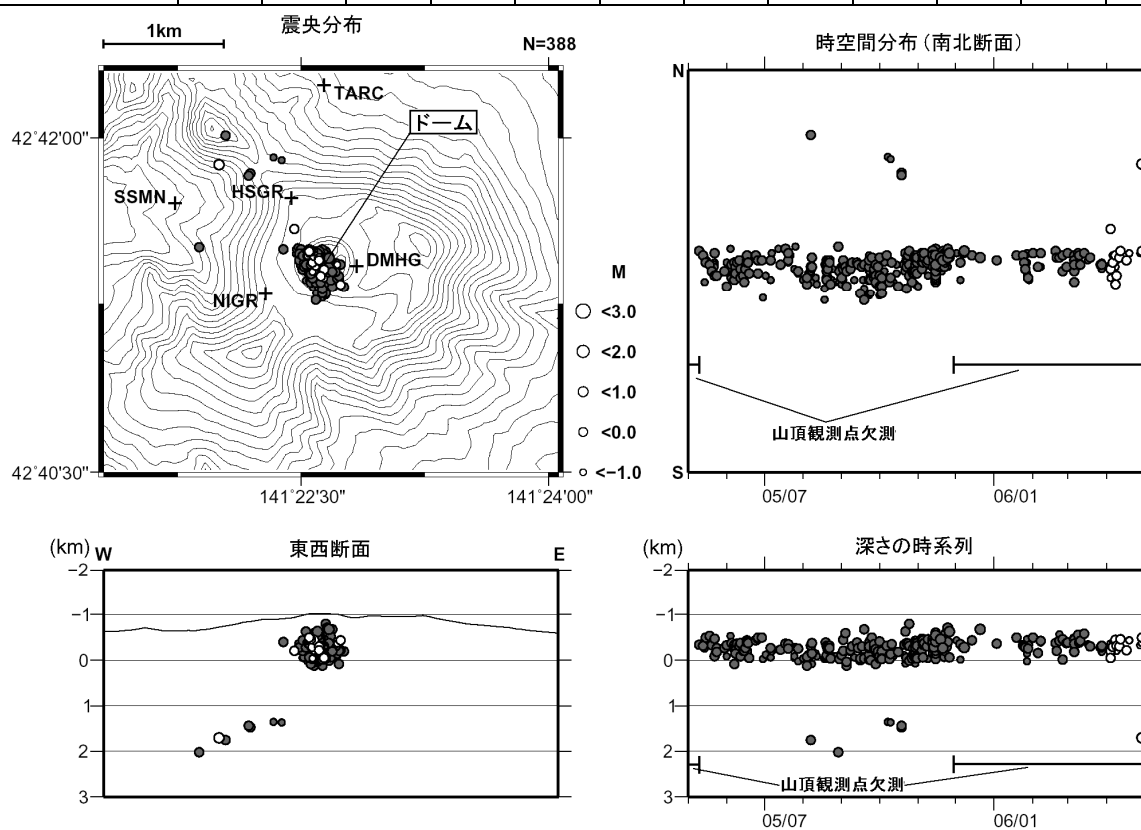 震央分布
1km
N=388
TARC
ドーム
42°42'00"
SSMN
HSGR
DMHG
NIGR
42°40'30"
141°22'30"
141°24'00"
M
<3.0
<2.0
<1.0
<0.0
<−1.0
時空間分布（南北断面）
N
山頂観測点欠測
S
05/07
06/01
東西断面
(km)
W
E
−2
−1
0
1
2
3
深さの時系列
(km)
−2
−1
0
1
2
3
山頂観測点欠測
05/07
06/01